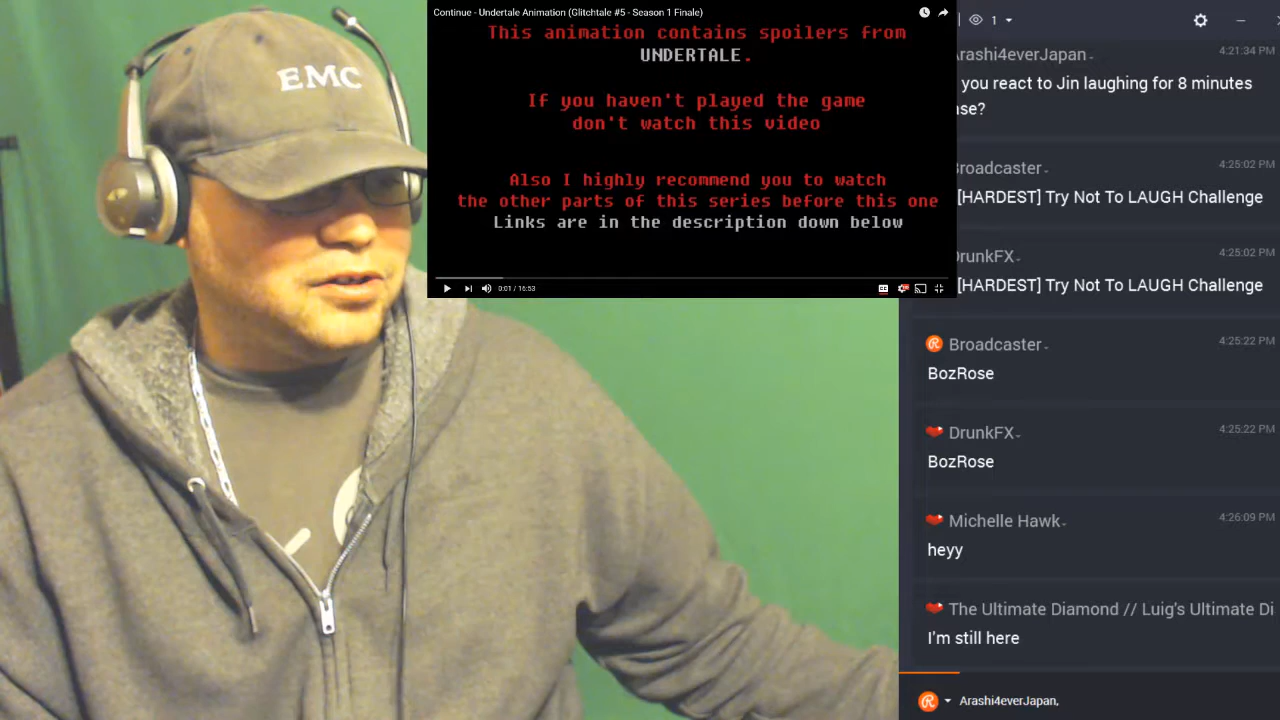 EMC
Continue - Undertale Animation (Glitchtale #5 - Season 1 Finale)
This animation contains spoilers from
UNDERTALE.
If you haven't played the game
don't watch this video
Also I highly recommend you to watch
the other parts of this series before this one
Links are in the description down below
0:01 / 16:53
1
Arashi4everJapan
4:21:34 PM
you react to Jin laughing for 8 minutes
Broadcaster
4:25:02 PM
[HARDEST] Try Not To LAUGH Challenge
DrunkFX
4:25:02 PM
[HARDEST] Try Not To LAUGH Challenge
Broadcaster
4:25:22 PM
BozRose
DrunkFX
4:25:22 PM
BozRose
Michelle Hawk
4:26:09 PM
heyy
The Ultimate Diamond // Luig's Ultimate Di
I'm still here
Arashi4everJapan,